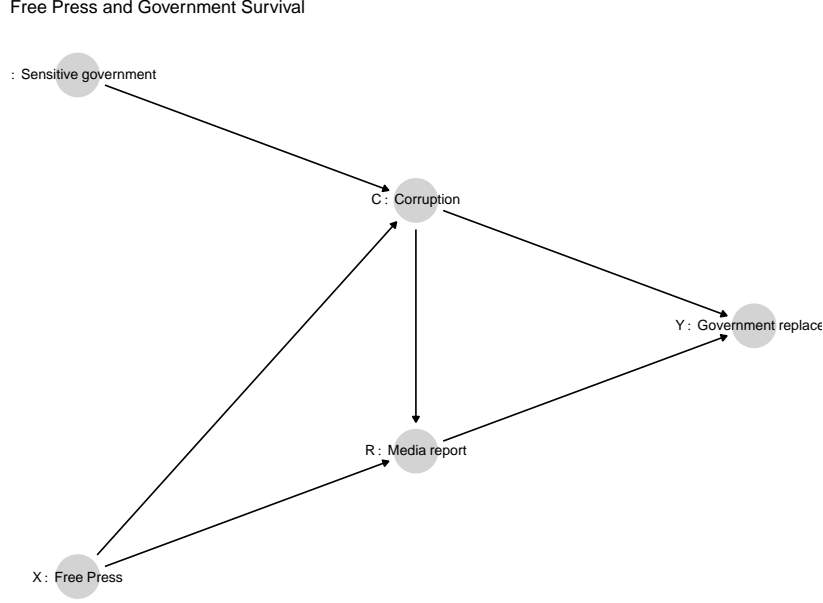 Free Press and Government Survival
: Sensitive government
C : Corruption
Y : Government replace
R : Media report
X : Free Press